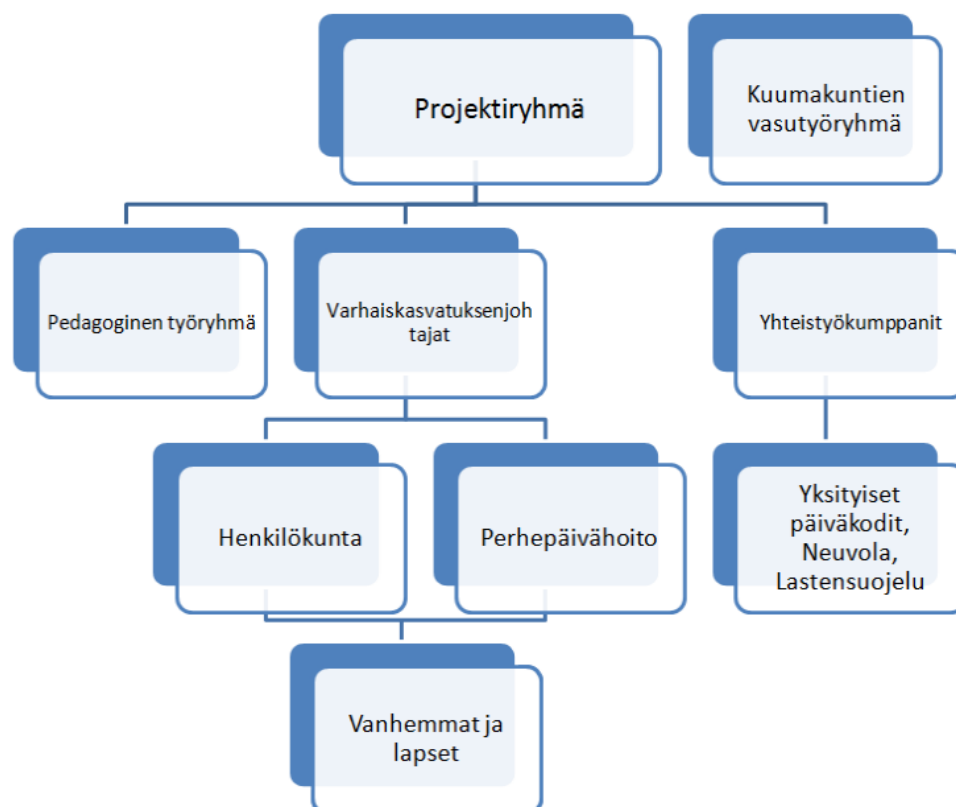 Projektiryhmä
Kuumakuntien
vasutyöryhmä
Pedagoginen työryhmä
Varhaiskasvatuksenjoh
tajat
Yhteistyökumppanit
Henkilökunta
Perhepäivähoito
Yksityiset
päiväkodit,
Neuvola,
Lastensuojelu
Vanhemmat ja
lapset